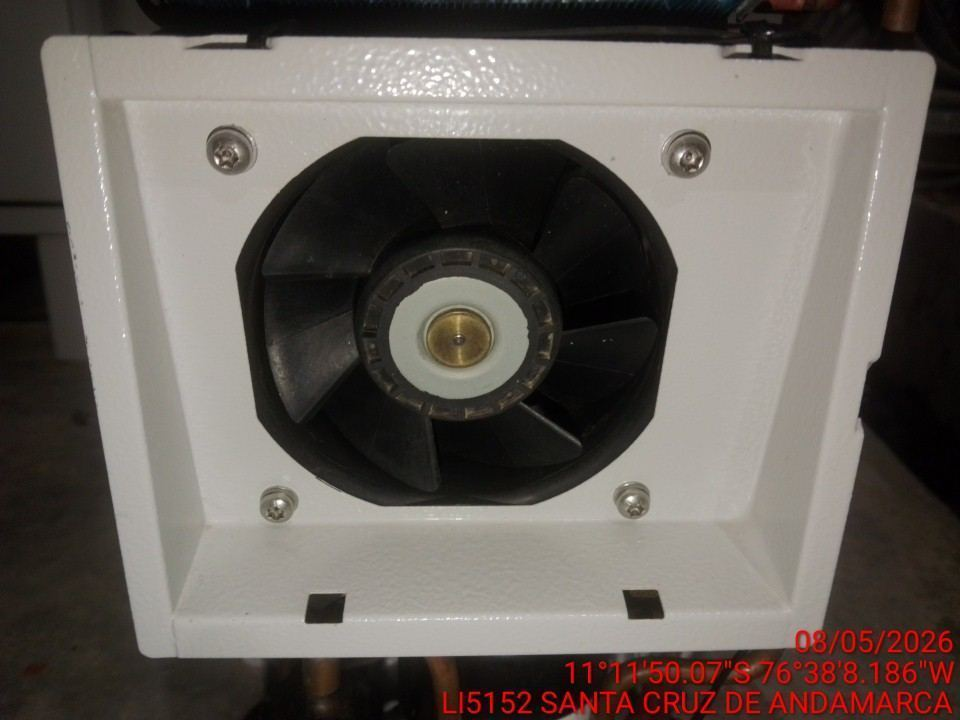 08/05/2026
11°11'50.07"S 76°38'8.186"W
LI5152 SANTA CRUZ DE ANDAMARCA